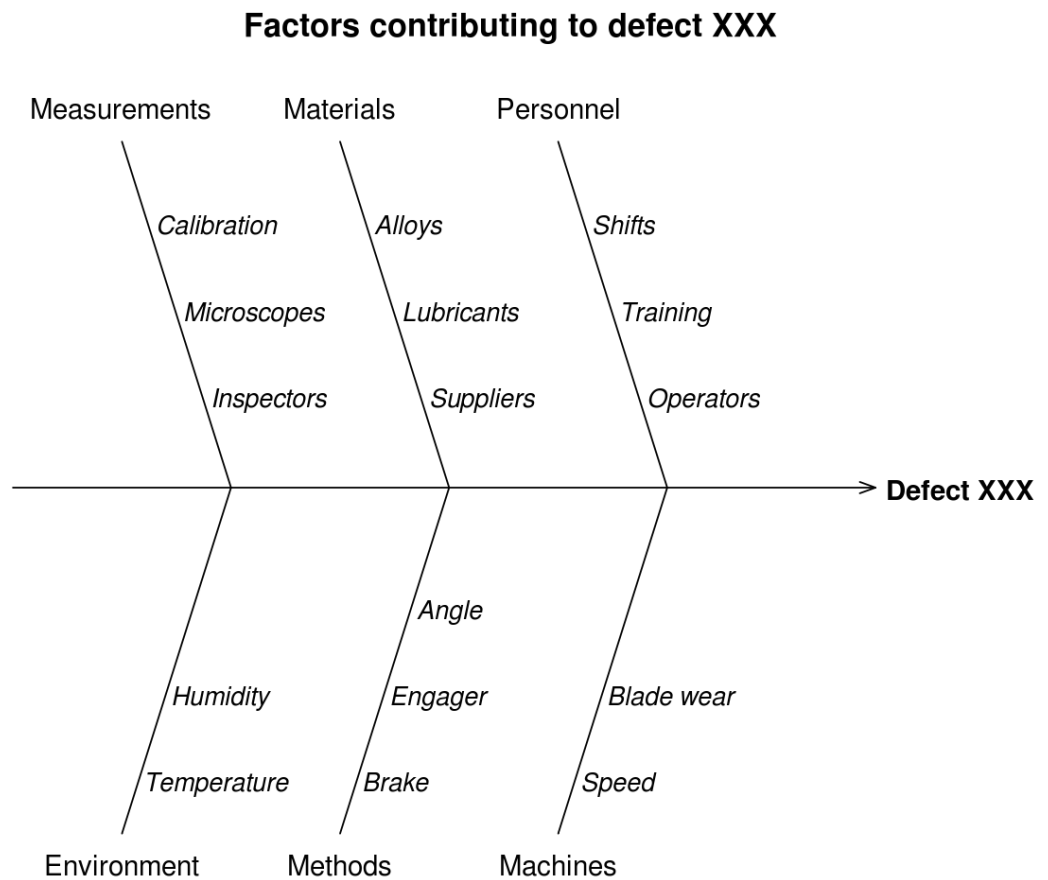 Factors contributing to defect XXX
Measurements
Materials
Personnel
Calibration
Alloys
Shifts
Microscopes
Lubricants
Training
Inspectors
Suppliers
Operators
Defect XXX
Angle
Humidity
Engager
Blade wear
Temperature
Brake
Speed
Environment
Methods
Machines